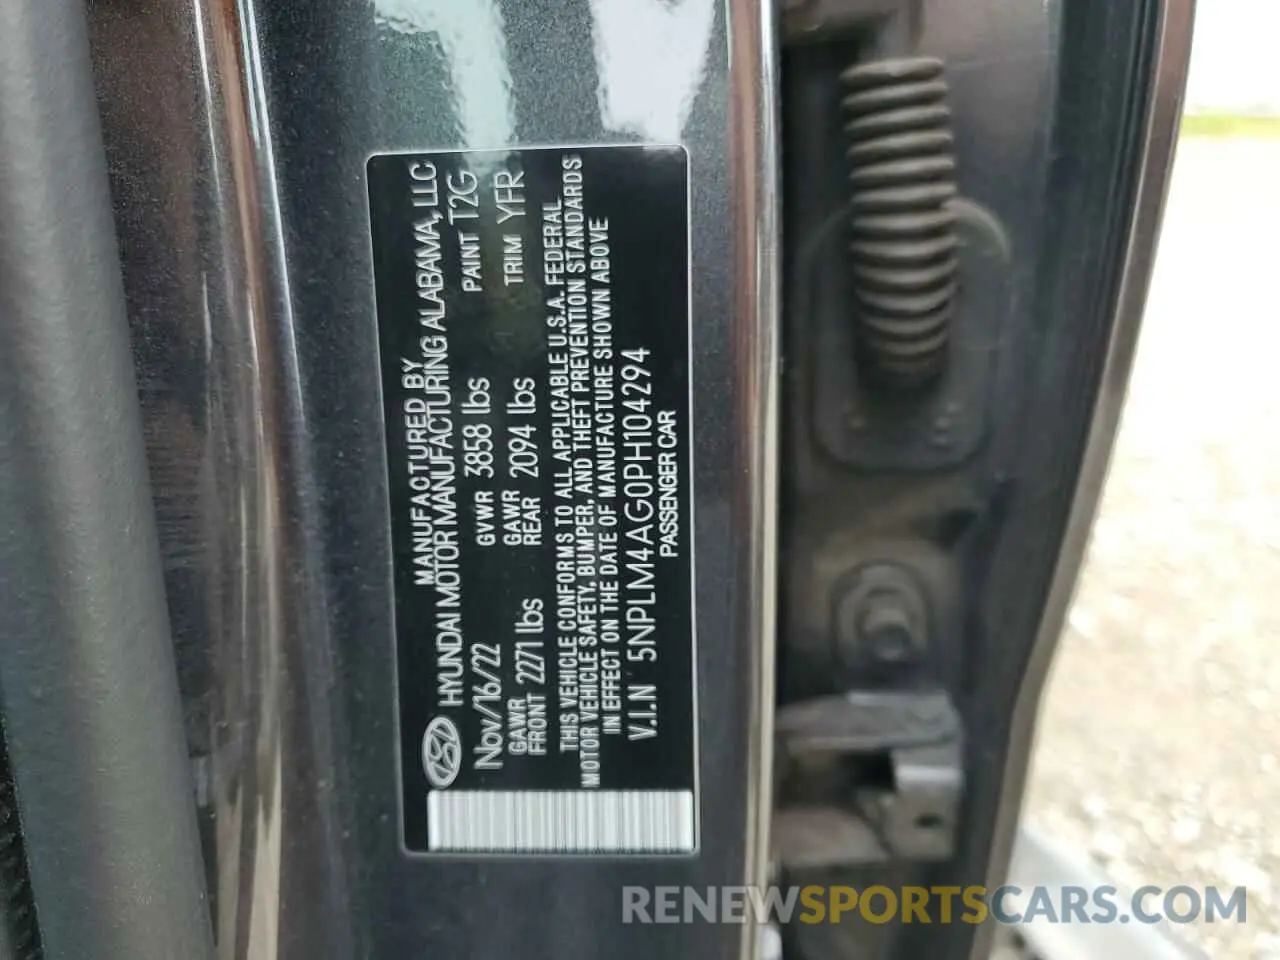 MANUFACTURED BY
HYUNDAI MOTOR MANUFACTURING ALABAMA, LLC
Nov/16/22 GVWR 3858 lbs PAINT T2G
GAWR FRONT 2271 lbs GAWR REAR 2094 lbs TRIM YFR
THIS VEHICLE CONFORMS TO ALL APPLICABLE U.S.A. FEDERAL
MOTOR VEHICLE SAFETY, BUMPER, AND THEFT PREVENTION STANDARDS
IN EFFECT ON THE DATE OF MANUFACTURE SHOWN ABOVE
V.I.N 5NPLM4AG0PH104294
PASSENGER CAR
RENEWSPORTSCARS.COM